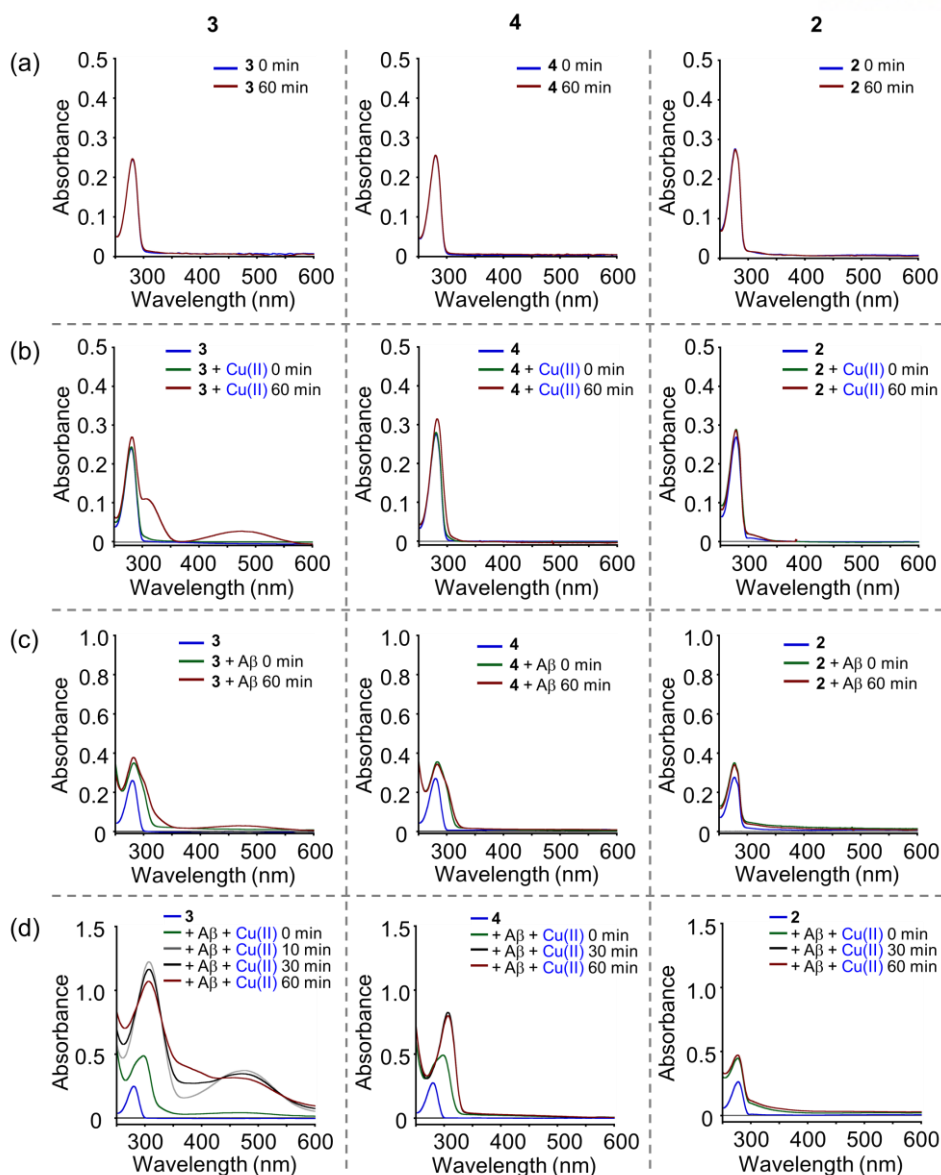 3 4 2
(a)
0.5 0.5 0.5
3 0 min 4 0 min 2 0 min
3 60 min 4 60 min 2 60 min
0.4 0.4 0.4
0.3 0.3 0.3
0.2 0.2 0.2
0.1 0.1 0.1
0 0 0
Absorbance Absorbance Absorbance
300 400 500 600 300 400 500 600 300 400 500 600
Wavelength (nm) Wavelength (nm) Wavelength (nm)
(b)
0.5 0.5 0.5
3 4 2
3 + Cu(II) 0 min 4 + Cu(II) 0 min 2 + Cu(II) 0 min
3 + Cu(II) 60 min 4 + Cu(II) 60 min 2 + Cu(II) 60 min
0.4 0.4 0.4
0.3 0.3 0.3
0.2 0.2 0.2
0.1 0.1 0.1
0 0 0
Absorbance Absorbance Absorbance
300 400 500 600 300 400 500 600 300 400 500 600
Wavelength (nm) Wavelength (nm) Wavelength (nm)
(c)
1.0 1.0 1.0
3 4 2
3 + Aβ 0 min 4 + Aβ 0 min 2 + Aβ 0 min
3 + Aβ 60 min 4 + Aβ 60 min 2 + Aβ 60 min
0.8 0.8 0.8
0.6 0.6 0.6
0.4 0.4 0.4
0.2 0.2 0.2
0 0 0
Absorbance Absorbance Absorbance
300 400 500 600 300 400 500 600 300 400 500 600
Wavelength (nm) Wavelength (nm) Wavelength (nm)
(d)
1.5 1.5 1.5
3 4 2
+ Aβ + Cu(II) 0 min + Aβ + Cu(II) 0 min + Aβ + Cu(II) 0 min
+ Aβ + Cu(II) 10 min + Aβ + Cu(II) 30 min + Aβ + Cu(II) 30 min
+ Aβ + Cu(II) 30 min + Aβ + Cu(II) 60 min + Aβ + Cu(II) 60 min
+ Aβ + Cu(II) 60 min
1.0 1.0 1.0
0.5 0.5 0.5
0 0 0
Absorbance Absorbance Absorbance
300 400 500 600 300 400 500 600 300 400 500 600
Wavelength (nm) Wavelength (nm) Wavelength (nm)